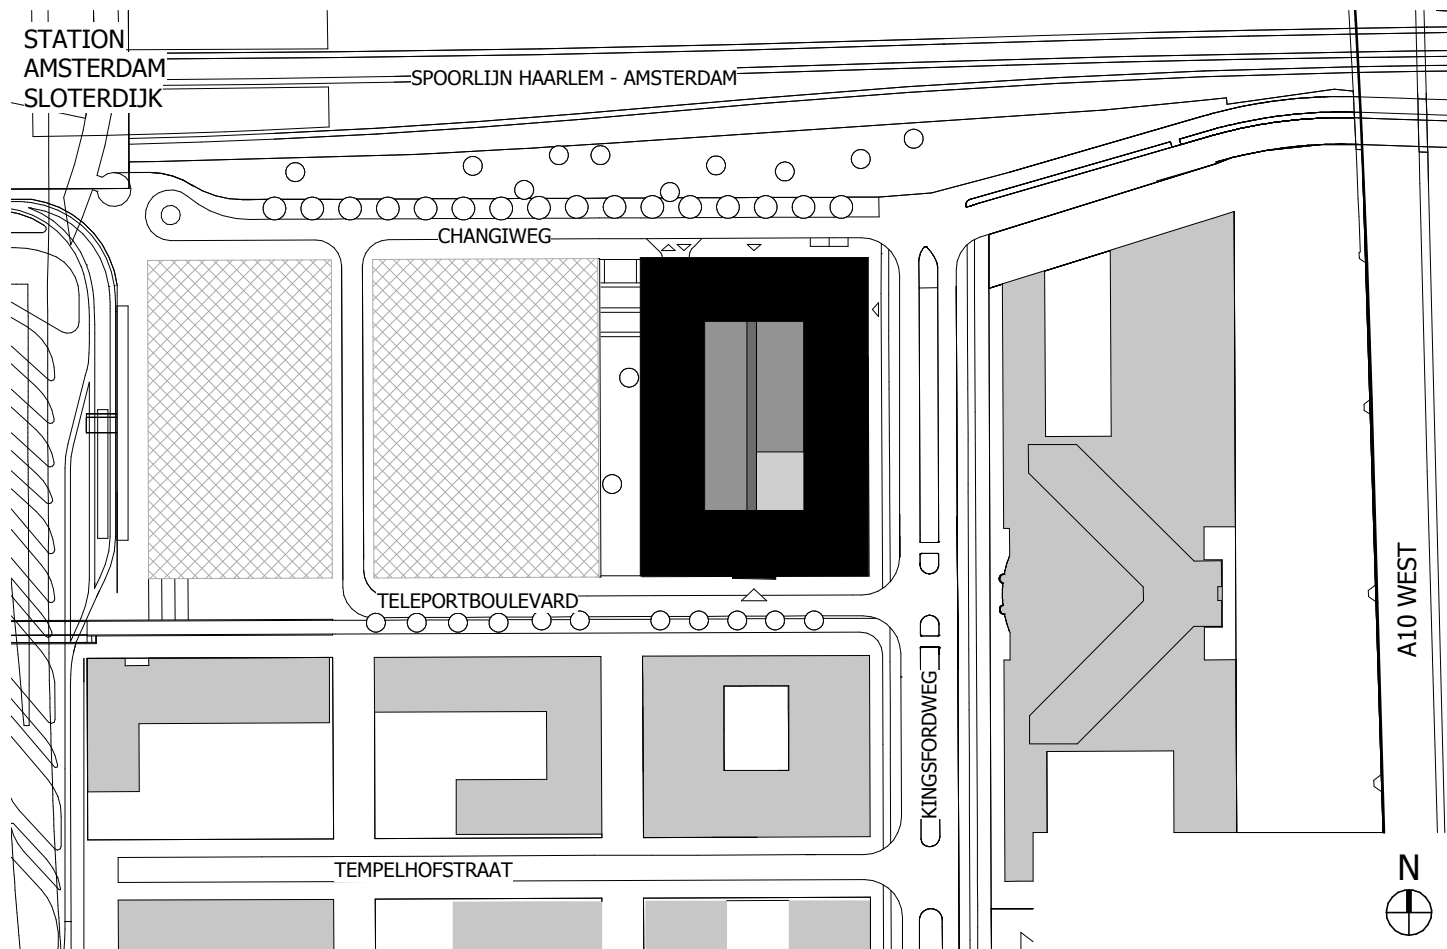 STATION
AMSTERDAM
SLOTERDIJK
SPOORLIJN HAARLEM - AMSTERDAM
CHANGIWEG
TELEPORTBOULEVARD
A10 WEST
KINGSFORDWEG
TEMPELHOFSTRAAT
N